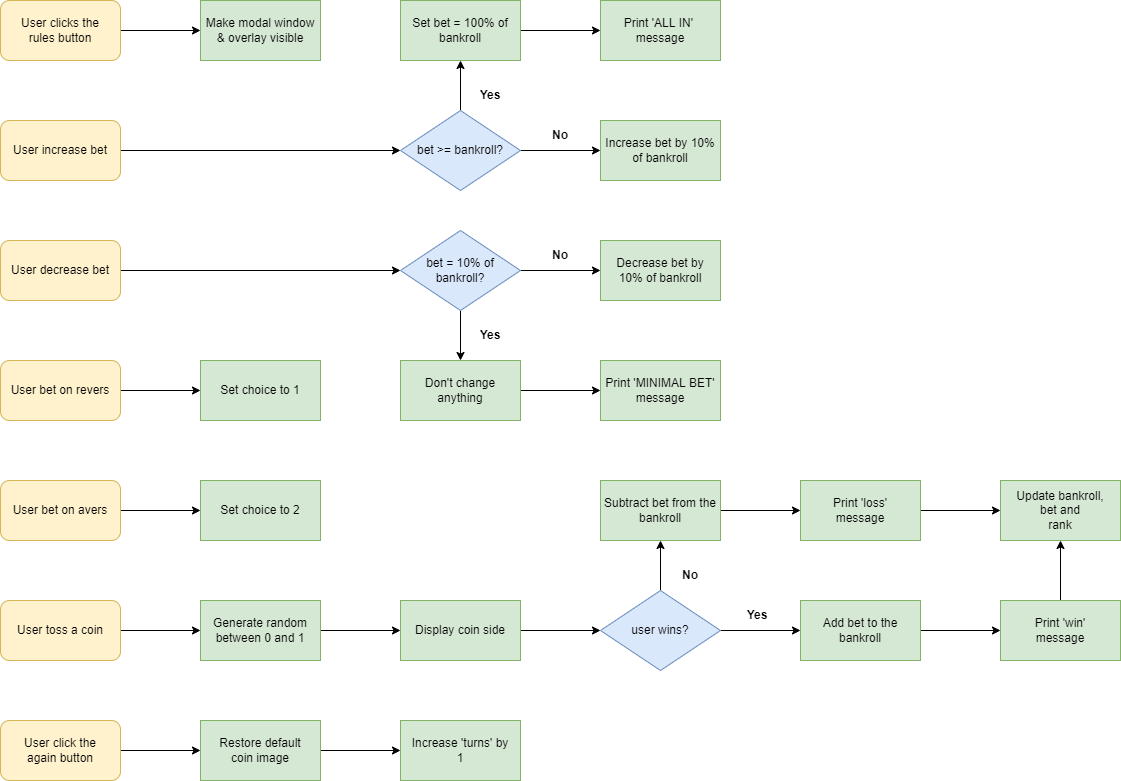 User clicks the
rules button
Make modal window
& overlay visible
Set bet = 100% of
bankroll
Print 'ALL IN'
message
Yes
User increase bet
bet >= bankroll?
No
Increase bet by 10%
of bankroll
User decrease bet
bet = 10% of
bankroll?
No
Decrease bet by
10% of bankroll
Yes
User bet on revers
Set choice to 1
Don't change
anything
Print 'MINIMAL BET'
message
User bet on avers
Set choice to 2
Subtract bet from the
bankroll
Print 'loss'
message
Update bankroll,
bet and
rank
No
User toss a coin
Generate random
between 0 and 1
Display coin side
user wins?
Yes
Add bet to the
bankroll
Print 'win'
message
User click the
again button
Restore default
coin image
Increase 'turns' by
1